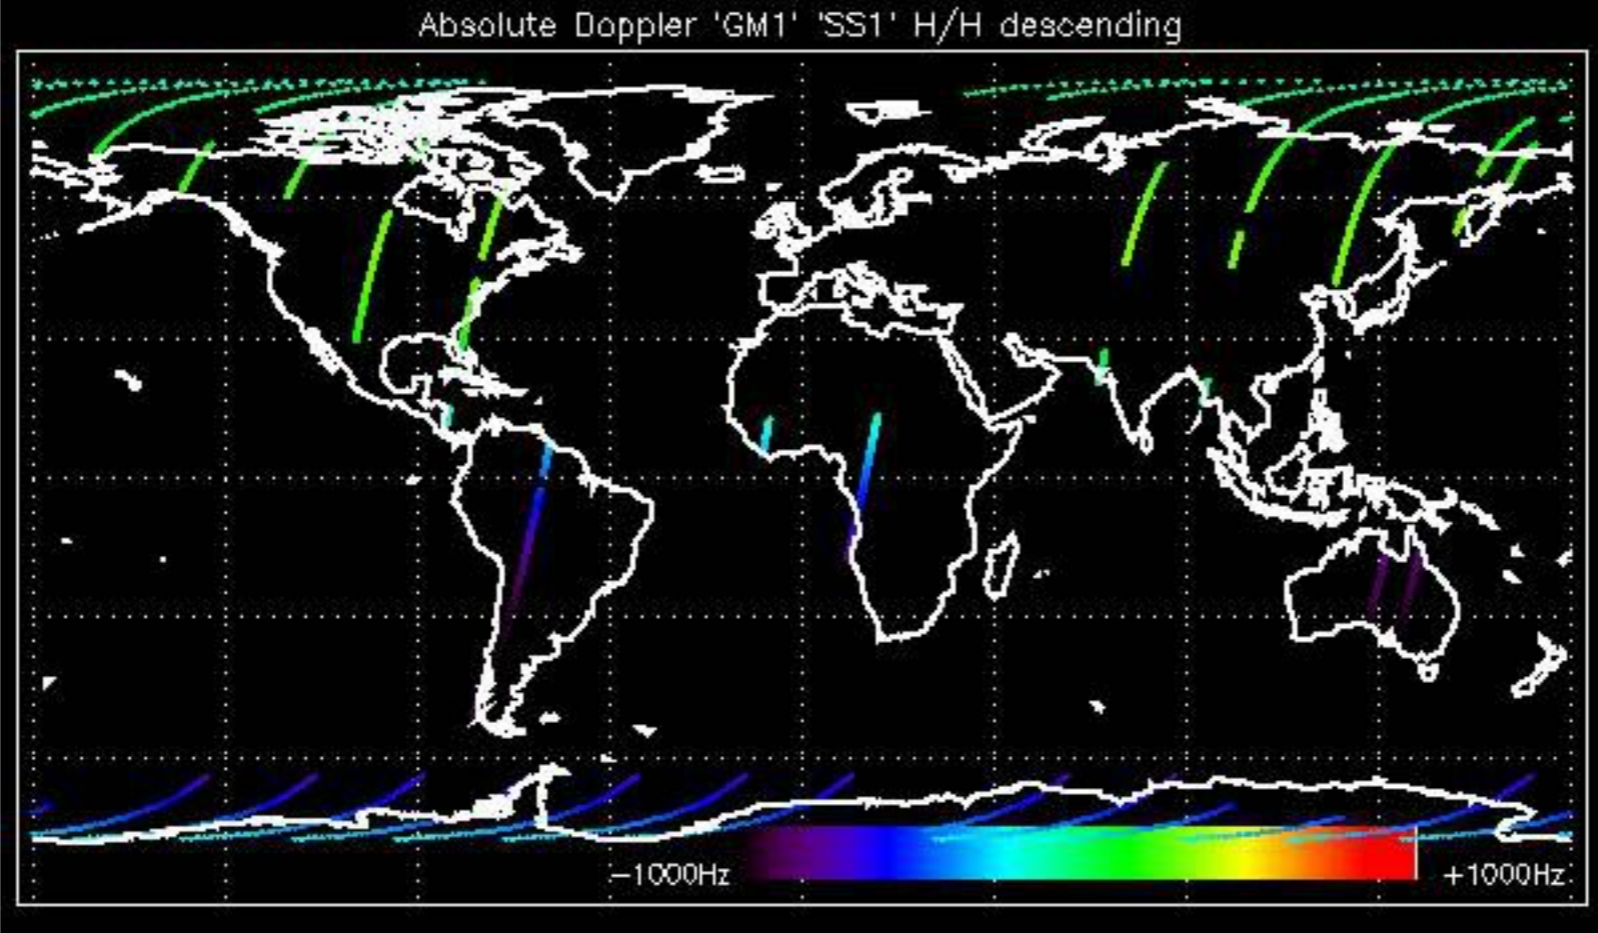 Absolute Doppler 'GM1' 'SS1' H/H descending
-1000Hz +1000Hz